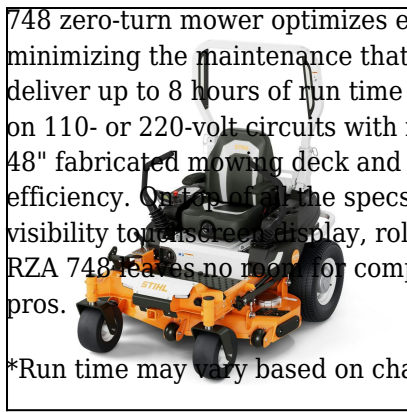 748 zero-turn mower optimizes e
minimizing the maintenance that
deliver up to 8 hours of run time
on 110- or 220-volt circuits with
48" fabricated mowing deck and
efficiency. On top of all the specs
visibility touchscreen display, rol
RZA 748 leaves no room for comp
pros.
STIHL
*Run time may vary based on cha